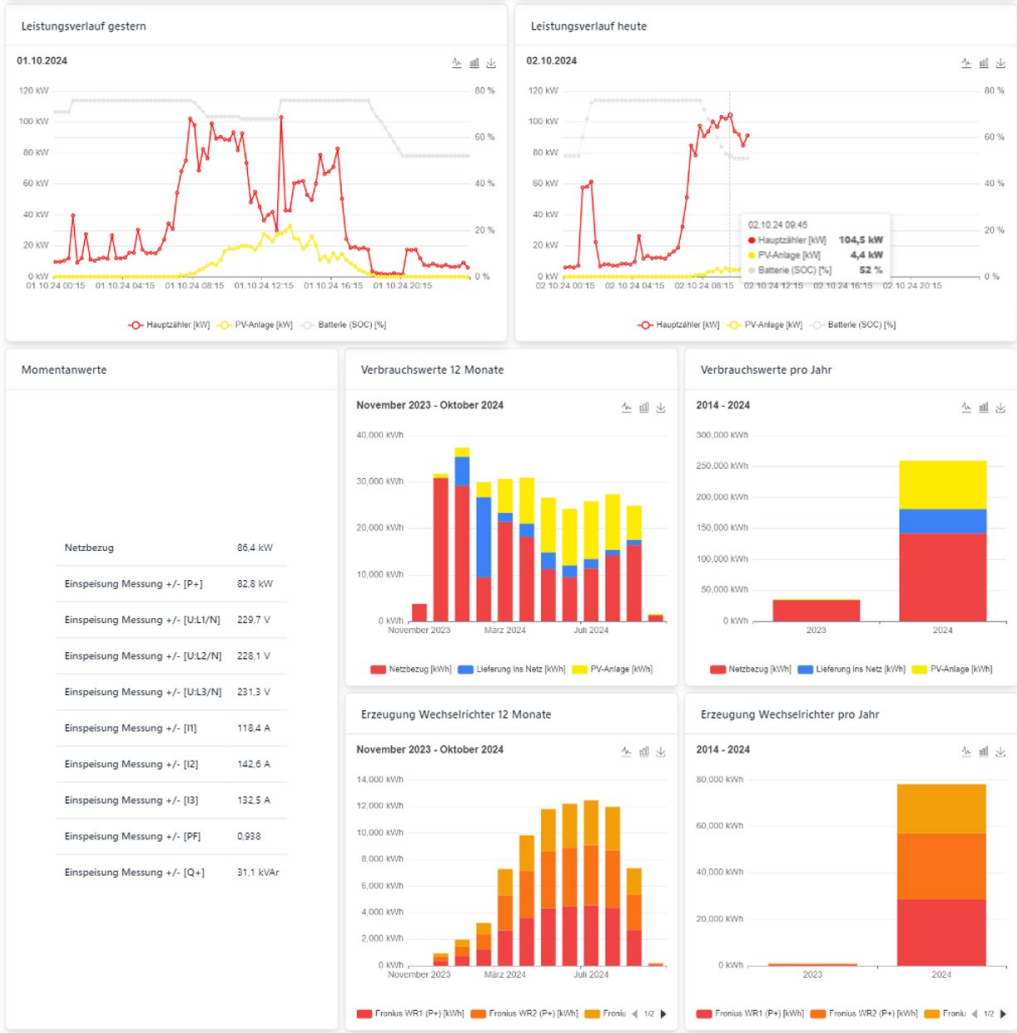 Leistungsverlauf gestern
01.10.2024
120 kW
100 kW
80 kW
60 kW
40 kW
20 kW
0 kW
80 %
60 %
40 %
20 %
0 %
01.10.24 00:15 01.10.24 04:15 01.10.24 08:15 01.10.24 12:15 01.10.24 16:15 01.10.24 20:15
Hauptzähler [kW] PV-Anlage [kW] Batterie (SOC) [%]
Leistungsverlauf heute
02.10.2024
120 kW
100 kW
80 kW
60 kW
40 kW
20 kW
0 kW
80 %
60 %
40 %
20 %
0 %
02.10.24 09:45
Hauptzähler [kW] 104,5 kW
PV-Anlage [kW] 4,4 kW
Batterie (SOC) [%] 52 %
02.10.24 00:15 02.10.24 04:15 02.10.24 08:15 02.10.24 12:15 02.10.24 16:15 02.10.24 20:15
Hauptzähler [kW] PV-Anlage [kW] Batterie (SOC) [%]
Momentanwerte
Netzbezug 86,4 kW
Einspeisung Messung +/- [P+] 82,8 kW
Einspeisung Messung +/- [U:L1/N] 229,7 V
Einspeisung Messung +/- [U:L2/N] 228,1 V
Einspeisung Messung +/- [U:L3/N] 231,3 V
Einspeisung Messung +/- [I1] 118,4 A
Einspeisung Messung +/- [I2] 142,6 A
Einspeisung Messung +/- [I3] 132,5 A
Einspeisung Messung +/- [PF] 0,938
Einspeisung Messung +/- [Q+] 31,1 kVAr
Verbrauchswerte 12 Monate
November 2023 - Oktober 2024
40,000 kWh
30,000 kWh
20,000 kWh
10,000 kWh
0 kWh
November 2023 März 2024 Juli 2024
Netzbezug [kWh] Lieferung ins Netz [kWh] PV-Anlage [kWh]
Verbrauchswerte pro Jahr
2014 - 2024
300,000 kWh
250,000 kWh
200,000 kWh
150,000 kWh
100,000 kWh
50,000 kWh
0 kWh
2023 2024
Netzbezug [kWh] Lieferung ins Netz [kWh] PV-Anlage [kWh]
Erzeugung Wechselrichter 12 Monate
November 2023 - Oktober 2024
14,000 kWh
12,000 kWh
10,000 kWh
8,000 kWh
6,000 kWh
4,000 kWh
2,000 kWh
0 kWh
November 2023 März 2024 Juli 2024
Fronius WR1 (P+) [kWh] Fronius WR2 (P+) [kWh] Froniu 1/2
Erzeugung Wechselrichter pro Jahr
2014 - 2024
80,000 kWh
60,000 kWh
40,000 kWh
20,000 kWh
0 kWh
2023 2024
Fronius WR1 (P+) [kWh] Fronius WR2 (P+) [kWh] Froniu 1/2